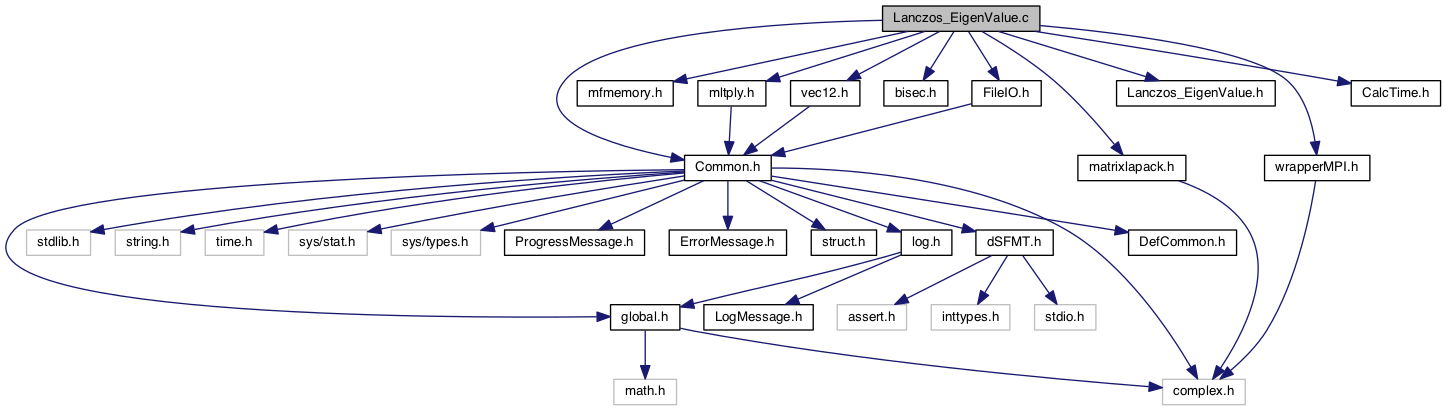 Lanczos_EigenValue.c
mfmemory.h
mltply.h
vec12.h
bisec.h
FileIO.h
Lanczos_EigenValue.h
CalcTime.h
Common.h
matrixlapack.h
wrapperMPI.h
stdlib.h
string.h
time.h
sys/stat.h
sys/types.h
ProgressMessage.h
ErrorMessage.h
struct.h
log.h
dSFMT.h
DefCommon.h
global.h
LogMessage.h
assert.h
inttypes.h
stdio.h
math.h
complex.h